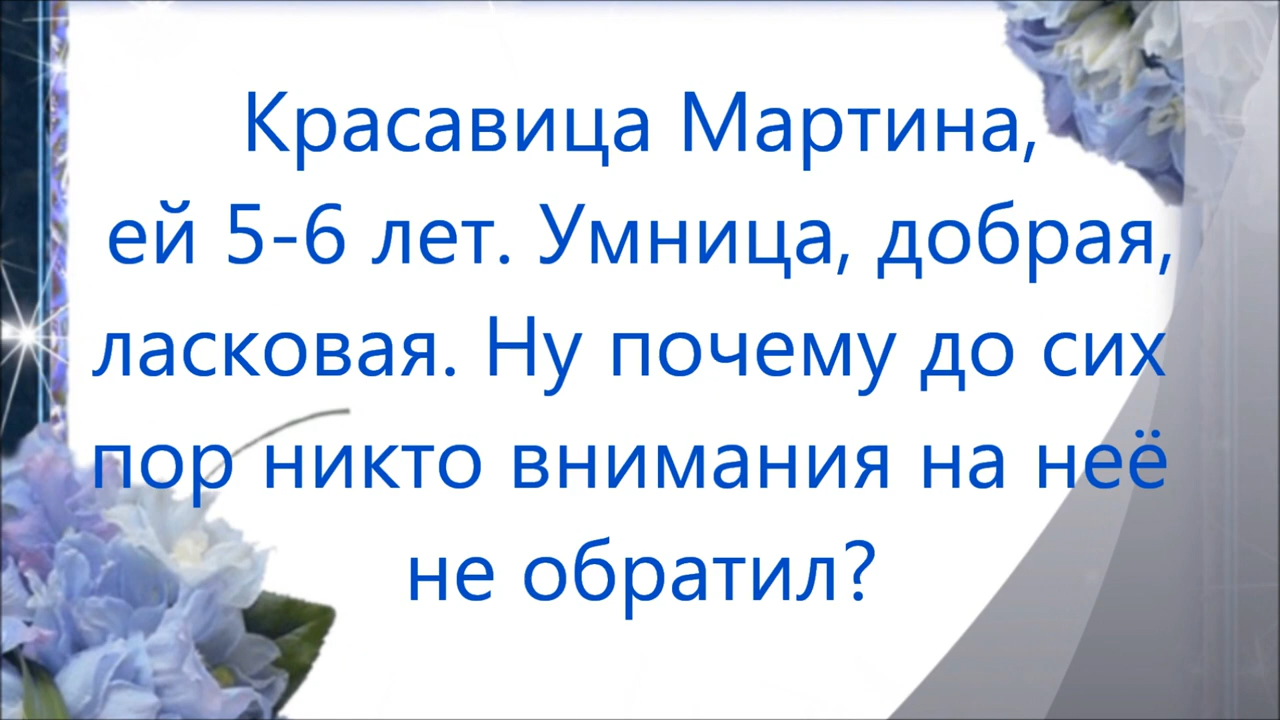 Красавица Мартина,
ей 5-6 лет. Умница, добрая,
ласковая. Ну почему до сих
пор никто внимания на неё
не обратил?